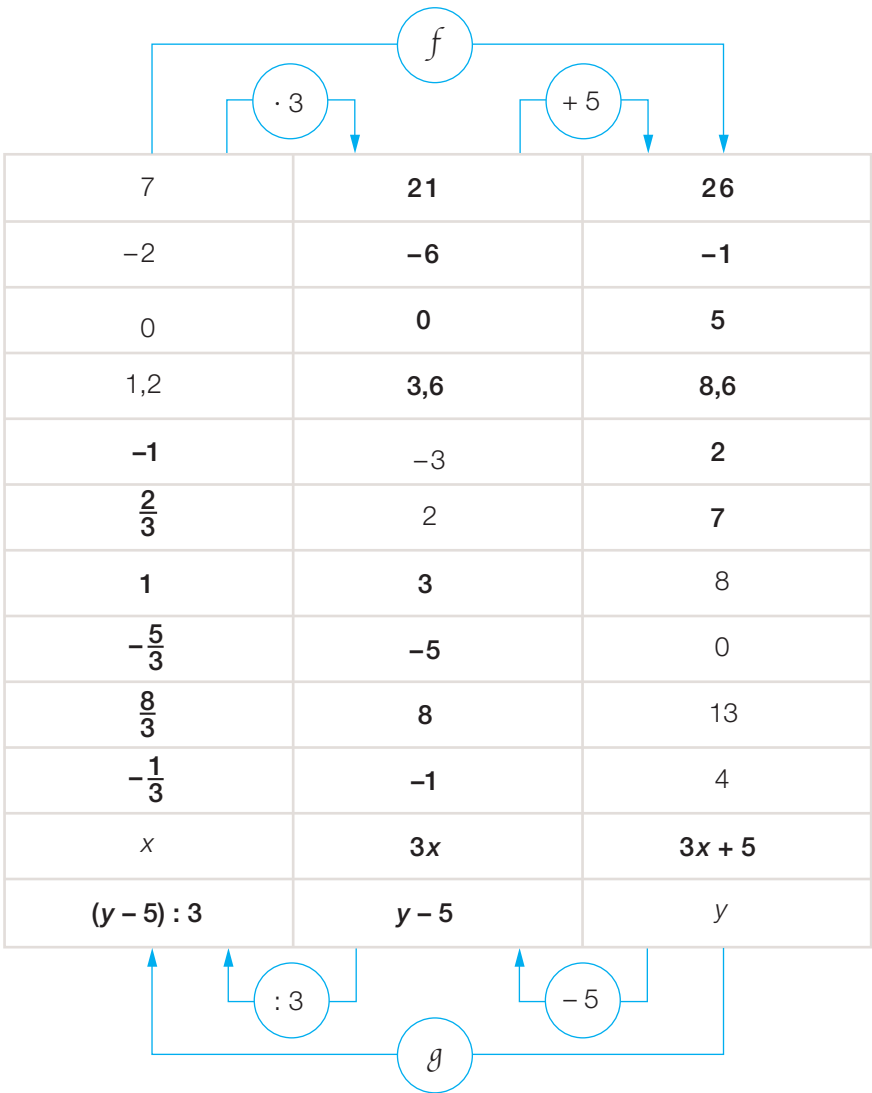 f
· 3 + 5
7 21 26
–2 –6 –1
0 0 5
1,2 3,6 8,6
–1 –3 2
2/3 2 7
1 3 8
–5/3 –5 0
8/3 8 13
–1/3 –1 4
x 3x 3x + 5
(y – 5) : 3 y – 5 y
: 3 – 5
g